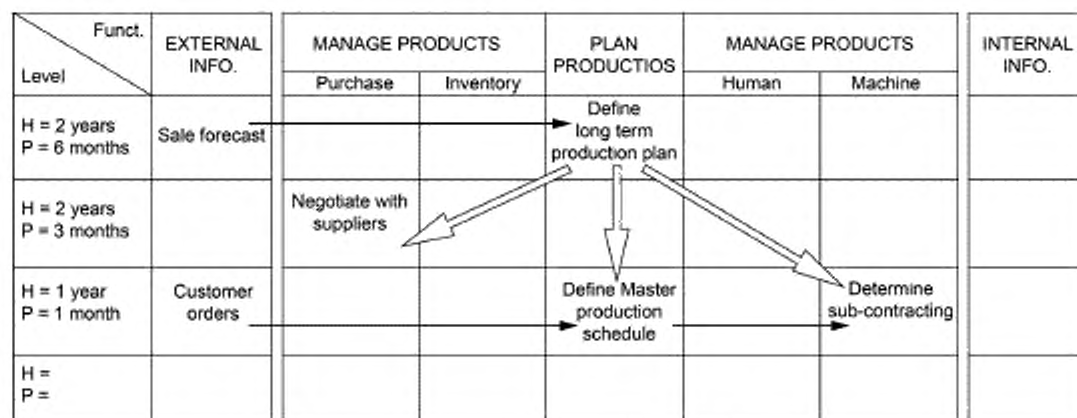 Funct.
Level
EXTERNAL
INFO.
MANAGE PRODUCTS
PLAN
PRODUCTIOS
MANAGE PRODUCTS
INTERNAL
INFO.
Purchase
Inventory
Human
Machine
H = 2 years
P = 6 months
Sale forecast
Define
long term
production plan
H = 2 years
P = 3 months
Negotiate with
suppliers
H = 1 year
P = 1 month
Customer
orders
Define Master
production
schedule
Determine
sub-contracting
H =
P =